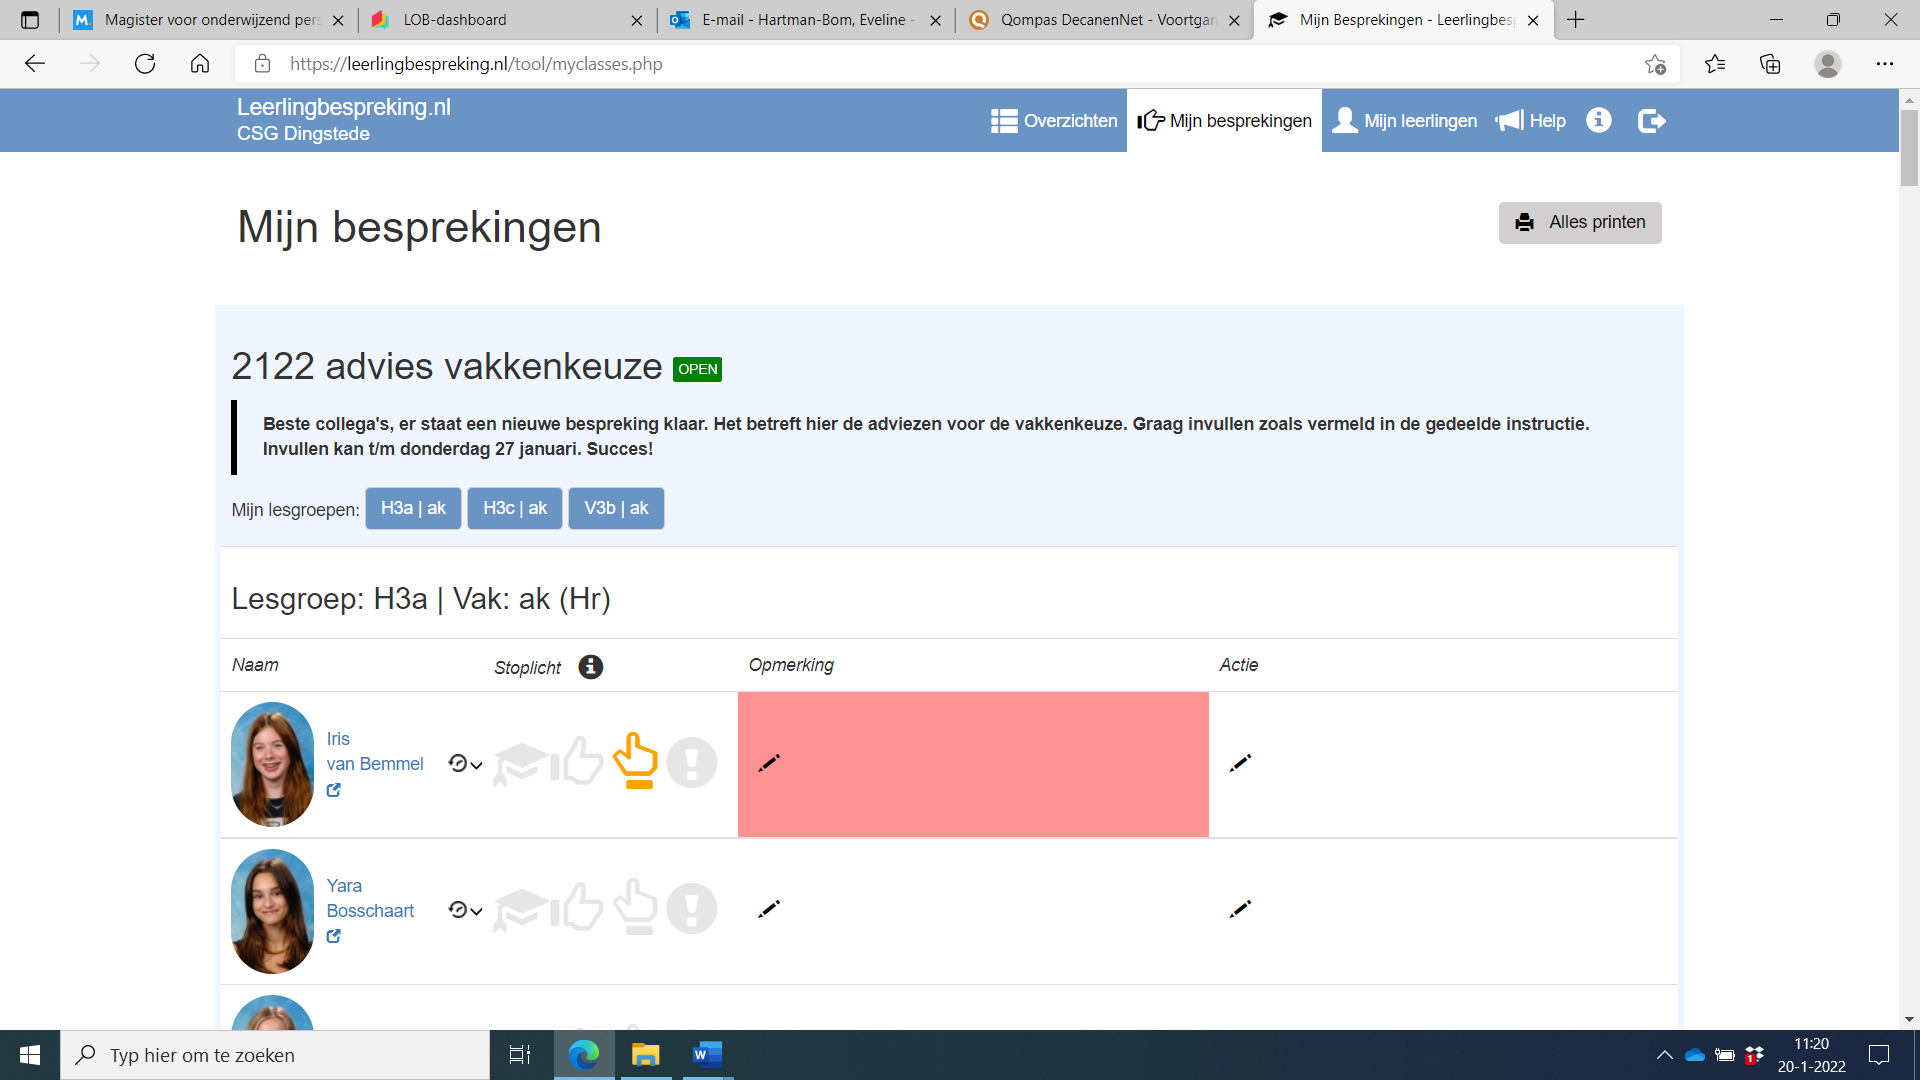 Magister voor onderwijzend pers
LOB-dashboard
E-mail - Hartman-Bom, Eveline -
Qompas DecanenNet - Voortgan
Mijn Besprekingen - Leerlingbesp
https://leerlingbespreking.nl/tool/myclasses.php
Leerlingbespreking.nl
CSG Dingstede
Overzichten
Mijn besprekingen
Mijn leerlingen
Help
Mijn besprekingen
Alles printen
2122 advies vakkenkeuze OPEN
Beste collega's, er staat een nieuwe bespreking klaar. Het betreft hier de adviezen voor de vakkenkeuze. Graag invullen zoals vermeld in de gedeelde instructie.
Invullen kan t/m donderdag 27 januari. Succes!
Mijn lesgroepen: H3a | ak H3c | ak V3b | ak
Lesgroep: H3a | Vak: ak (Hr)
Naam Stoplicht Opmerking Actie
Iris
van Bemmel
Yara
Bosschaart
Typ hier om te zoeken
11:20
20-1-2022